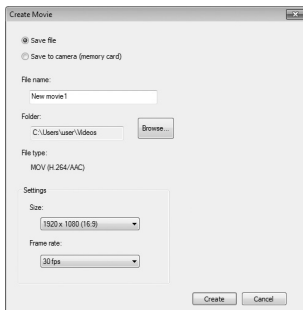 Create Movie
Save file
Save to camera (memory card)
File name:
New movie1
Folder:
C:\Users\user\Videos
Browse...
File type:
MOV (H.264/AAC)
Settings
Size:
1920 x 1080 (16:9)
Frame rate:
30 fps
Create Cancel